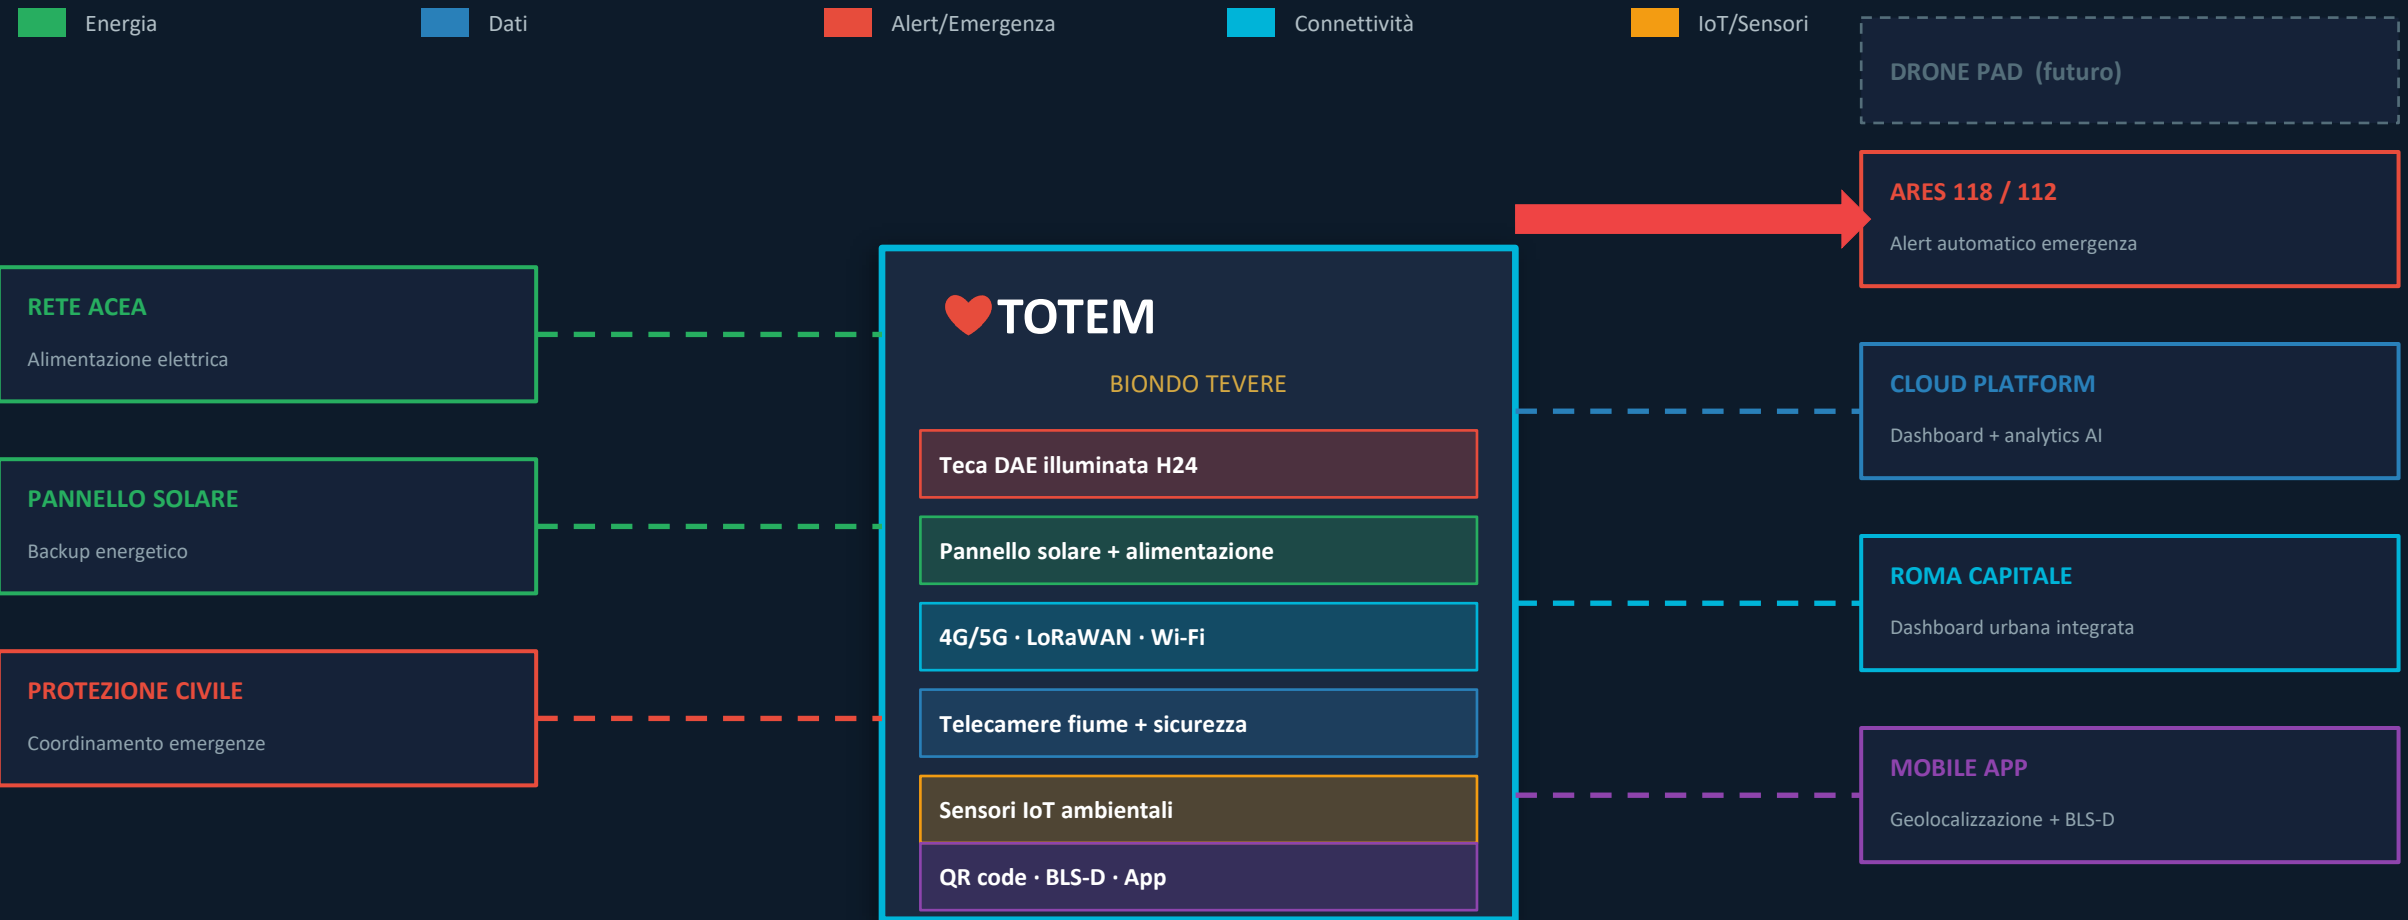 Energia
Dati
Alert/Emergenza
Connettività
IoT/Sensori
DRONE PAD (futuro)
RETE ACEA
Alimentazione elettrica
PANNELLO SOLARE
Backup energetico
PROTEZIONE CIVILE
Coordinamento emergenze
TOTEM
BIONDO TEVERE
Teca DAE illuminata H24
Pannello solare + alimentazione
4G/5G · LoRaWAN · Wi-Fi
Telecamere fiume + sicurezza
Sensori IoT ambientali
QR code · BLS-D · App
ARES 118 / 112
Alert automatico emergenza
CLOUD PLATFORM
Dashboard + analytics AI
ROMA CAPITALE
Dashboard urbana integrata
MOBILE APP
Geolocalizzazione + BLS-D